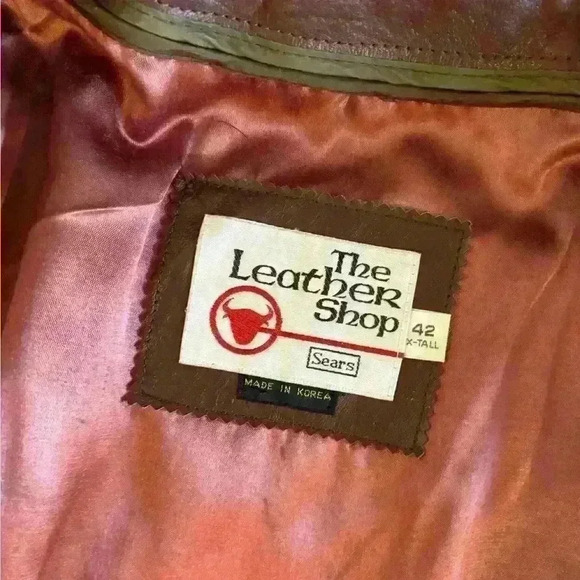 The
Leather
Shop
Sears
42
X-TALL
MADE IN KOREA